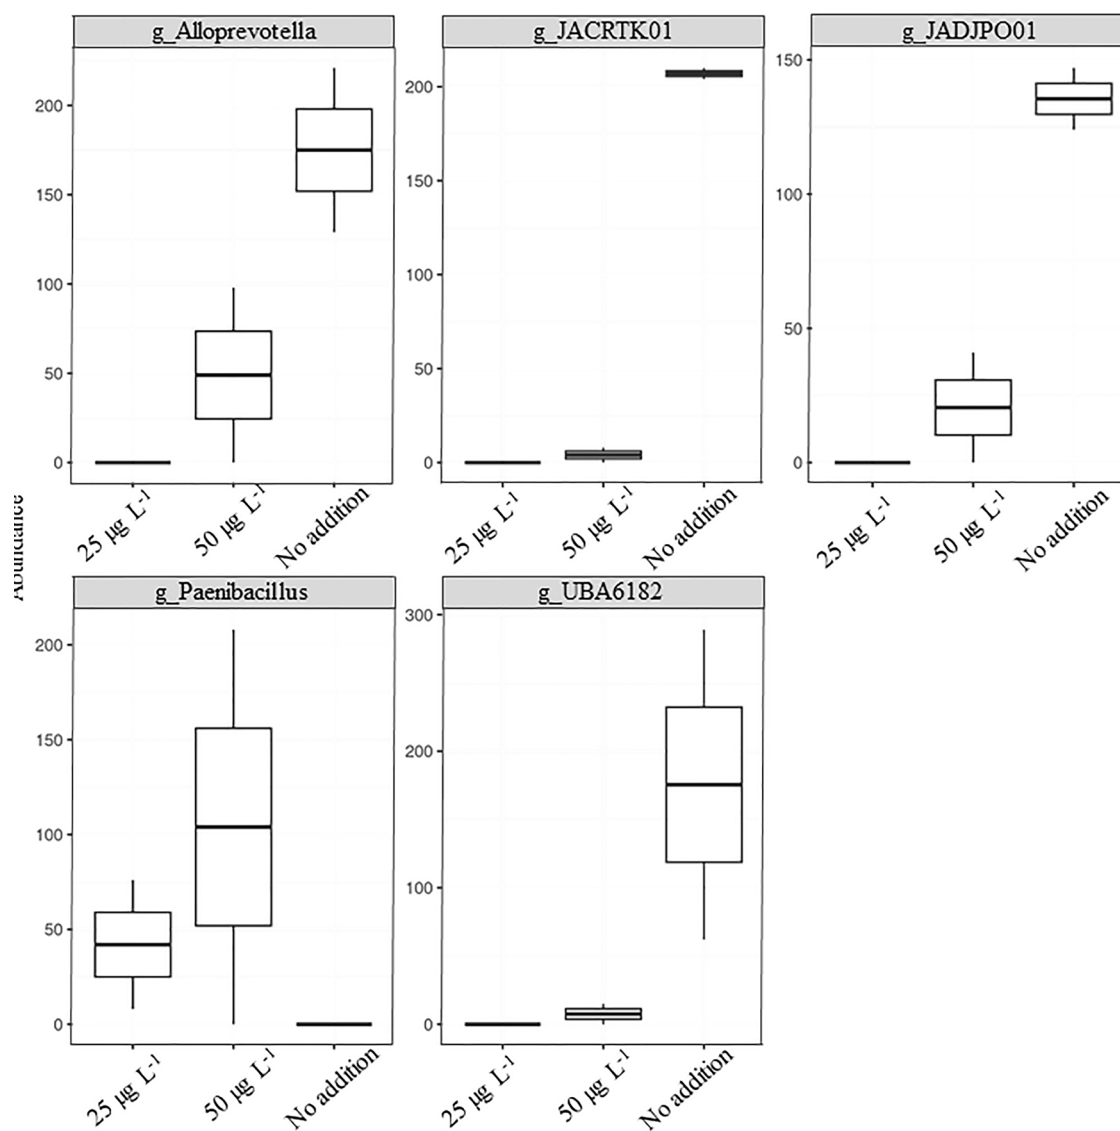 g_Alloprevotella
g_JACRTK01
g_JADJPO01
200
150
100
50
0
200
150
100
50
0
150
100
50
0
25 µg L⁻¹
50 µg L⁻¹
No addition
25 µg L⁻¹
50 µg L⁻¹
No addition
25 µg L⁻¹
50 µg L⁻¹
No addition
Abundance
g_Paenibacillus
g_UBA6182
200
150
100
50
0
300
200
100
0
25 µg L⁻¹
50 µg L⁻¹
No addition
25 µg L⁻¹
50 µg L⁻¹
No addition